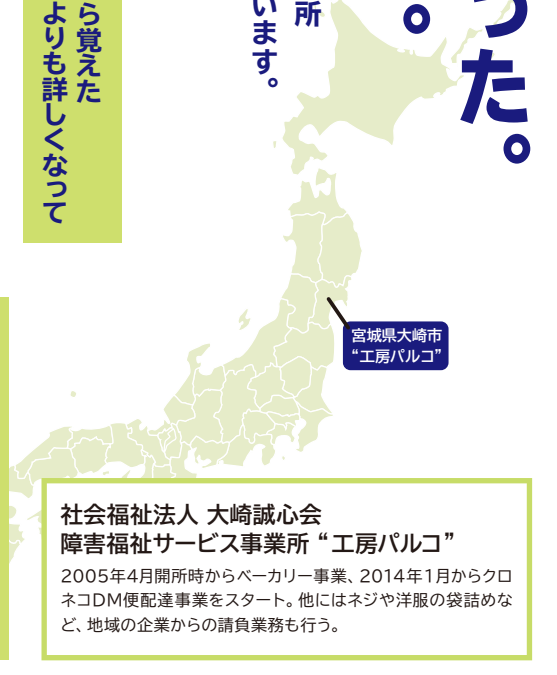 った。
。
所
います。
ら覚えた
よりも詳しくなって
宮城県大崎市
“工房パルコ”
社会福祉法人 大崎誠心会
障害福祉サービス事業所 “工房パルコ”
2005年4月開所時からベーカリー事業、2014年1月からクロ
ネコDM便配達事業をスタート。他にはネジや洋服の袋詰めな
ど、地域の企業からの請負業務も行う。